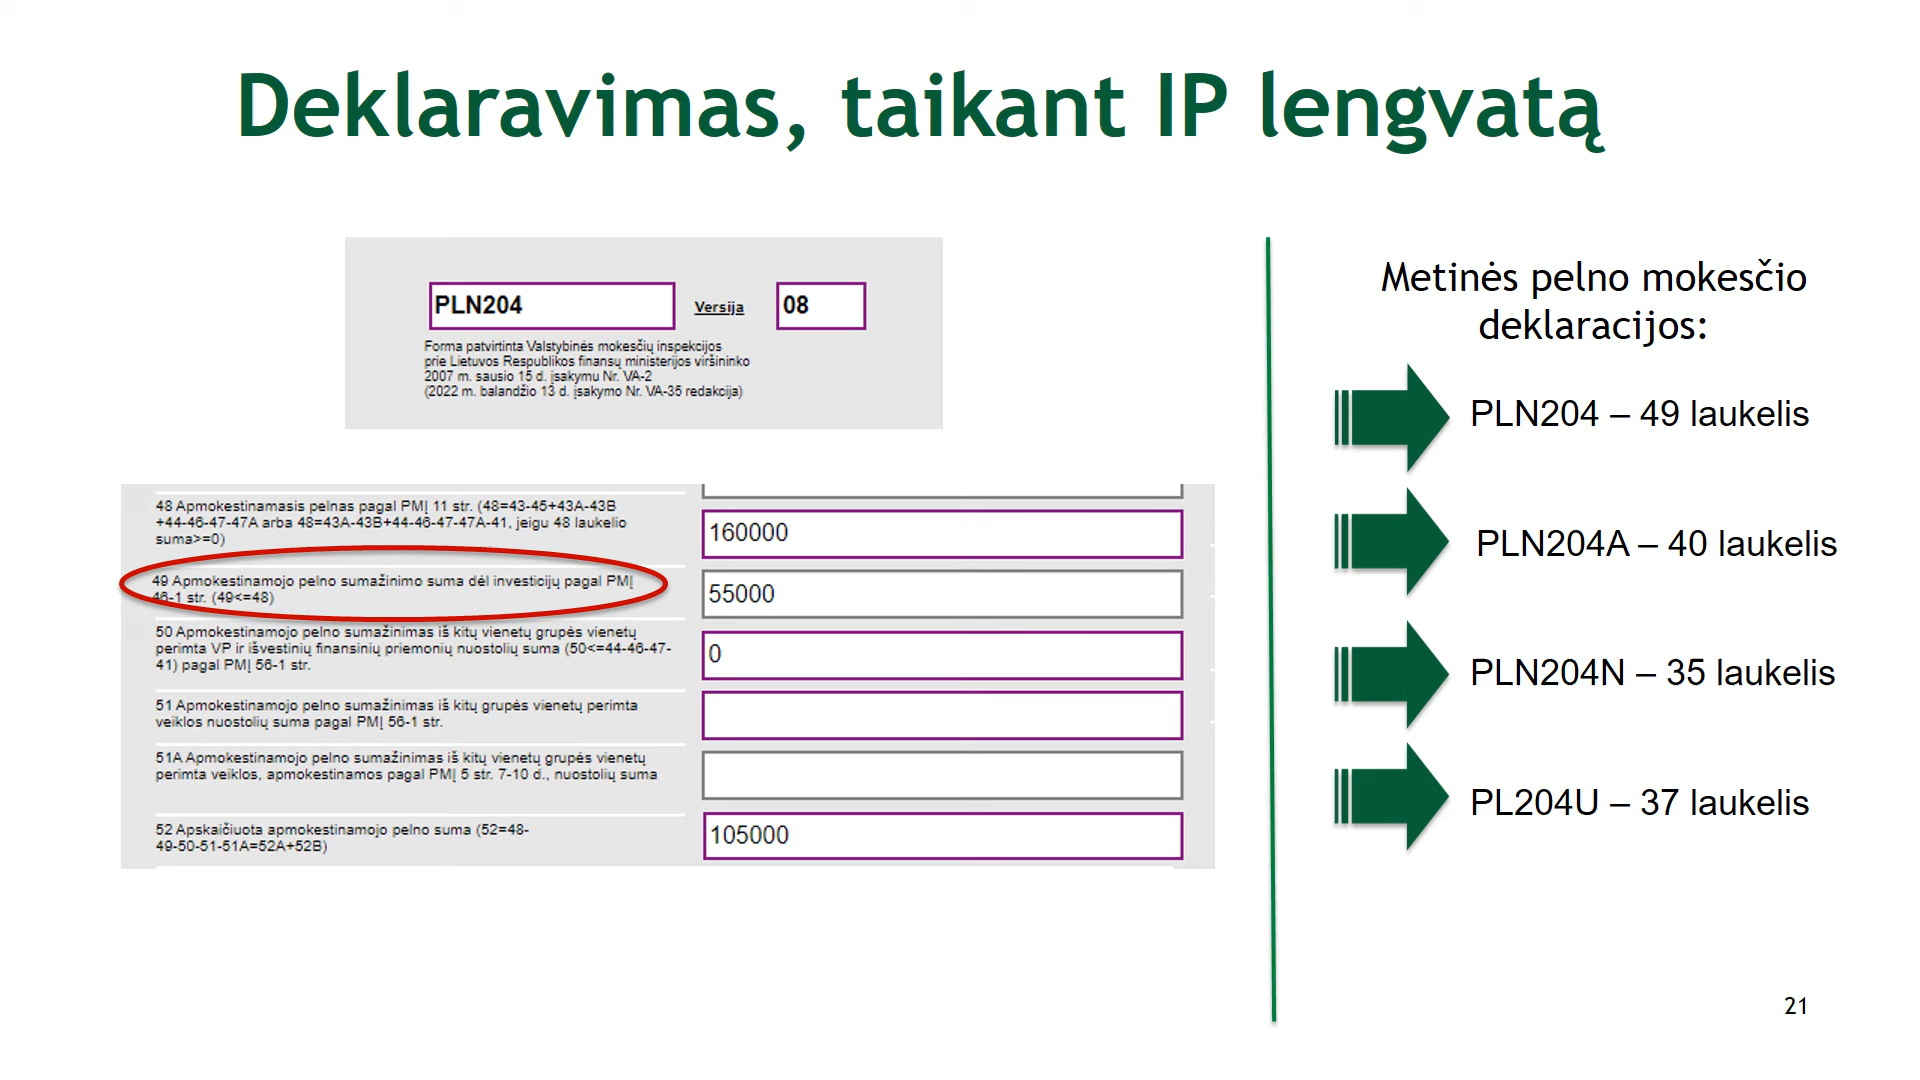 Deklaravimas, taikant IP lengvatą
PLN204
Versija
08
Forma patvirtinta Valstybinės mokesčių inspekcijos
prie Lietuvos Respublikos finansų ministerijos viršininko
2007 m. sausio 15 d. įsakymu Nr. VA-2
(2022 m. balandžio 13 d. įsakymo Nr. VA-35 redakcija)
48 Apmokestinamasis pelnas pagal PMĮ 11 str. (48=43-45+43A-43B
+44-46-47-47A arba 48=43A-43B+44-46-47-47A-41, jeigu 48 laukelio
suma>=0)
160000
49 Apmokestinamojo pelno sumažinimo suma dėl investicijų pagal PMĮ
46-1 str. (49<=48)
55000
50 Apmokestinamojo pelno sumažinimas iš kitų vienetų grupės vienetų
perimta VP ir išvestinių finansinių priemonių nuostolių suma (50<=44-46-47-
41) pagal PMĮ 56-1 str.
0
51 Apmokestinamojo pelno sumažinimas iš kitų grupės vienetų perimta
veiklos nuostolių suma pagal PMĮ 56-1 str.
51A Apmokestinamojo pelno sumažinimas iš kitų vienetų grupės vienetų
perimta veiklos, apmokestinamos pagal PMĮ 5 str. 7-10 d., nuostolių suma
52 Apskaičiuota apmokestinamojo pelno suma (52=48-
49-50-51-51A=52A+52B)
105000
Metinės pelno mokesčio
deklaracijos:
PLN204 – 49 laukelis
PLN204A – 40 laukelis
PLN204N – 35 laukelis
PL204U – 37 laukelis
21